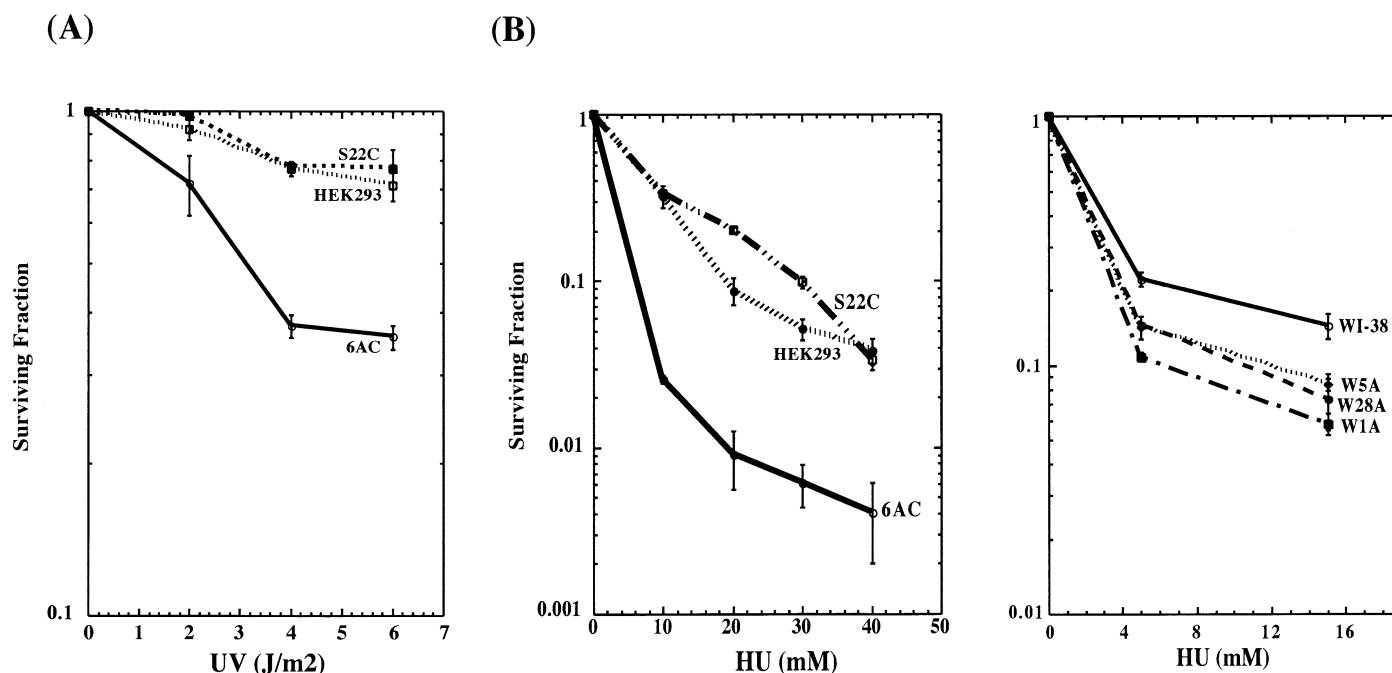 (A)
1
0.1
Surviving Fraction
S22C
HEK293
6AC
0 1 2 3 4 5 6 7
UV (J/m2)
(B)
1
0.1
0.01
0.001
Surviving Fraction
S22C
HEK293
6AC
0 10 20 30 40 50
HU (mM)
1
0.1
0.01
WI-38
W5A
W28A
W1A
0 4 8 12 16
HU (mM)